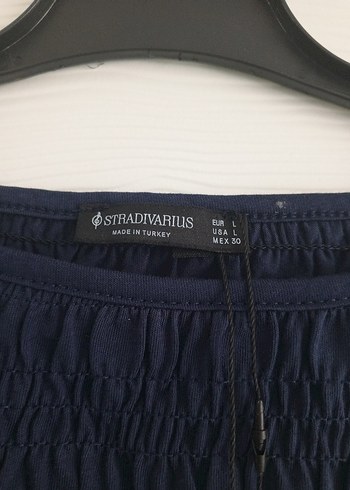 STRADIVARIUS
MADE IN TURKEY
EUR L
USA L
MEX 30